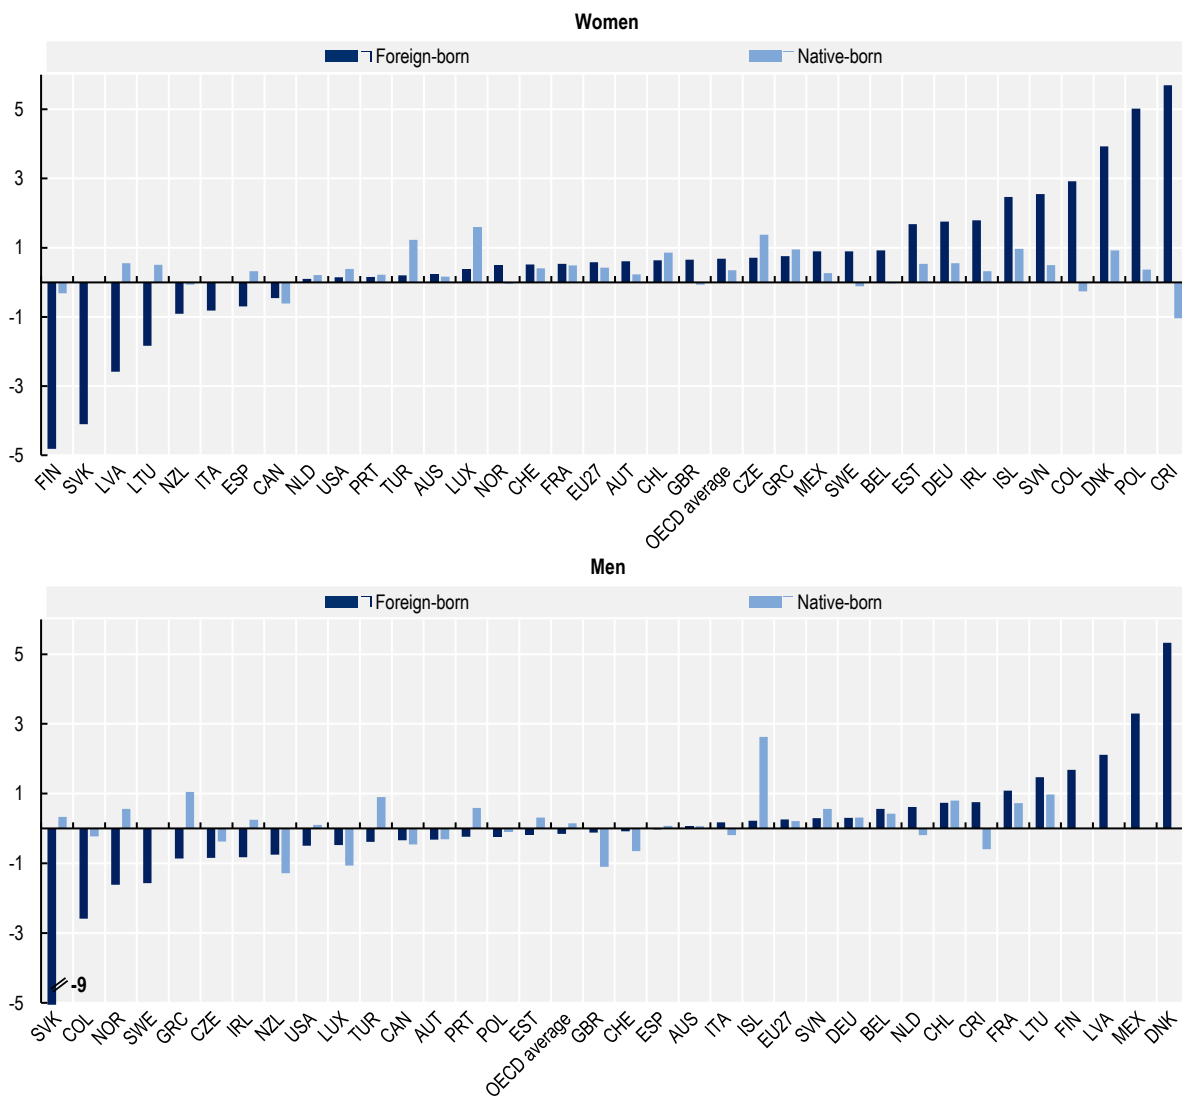 Women
Foreign-born Native-born
5
3
1
-1
-3
-5
FIN SVK LVA LTU NZL ITA ESP CAN NLD USA PRT TUR AUS LUX NOR CHE FRA EU27 AUT CHL GBR OECD average CZE GRC MEX SWE BEL EST DEU IRL ISL SVN COL DNK POL CRI
Men
Foreign-born Native-born
5
3
1
-1
-3
-9
-5
SVK COL NOR SWE GRC CZE IRL NZL USA LUX TUR CAN AUT PRT POL EST OECD average GBR CHE ESP AUS ITA ISL EU27 SVN DEU BEL NLD CHL CRI FRA LTU FIN LVA MEX DNK